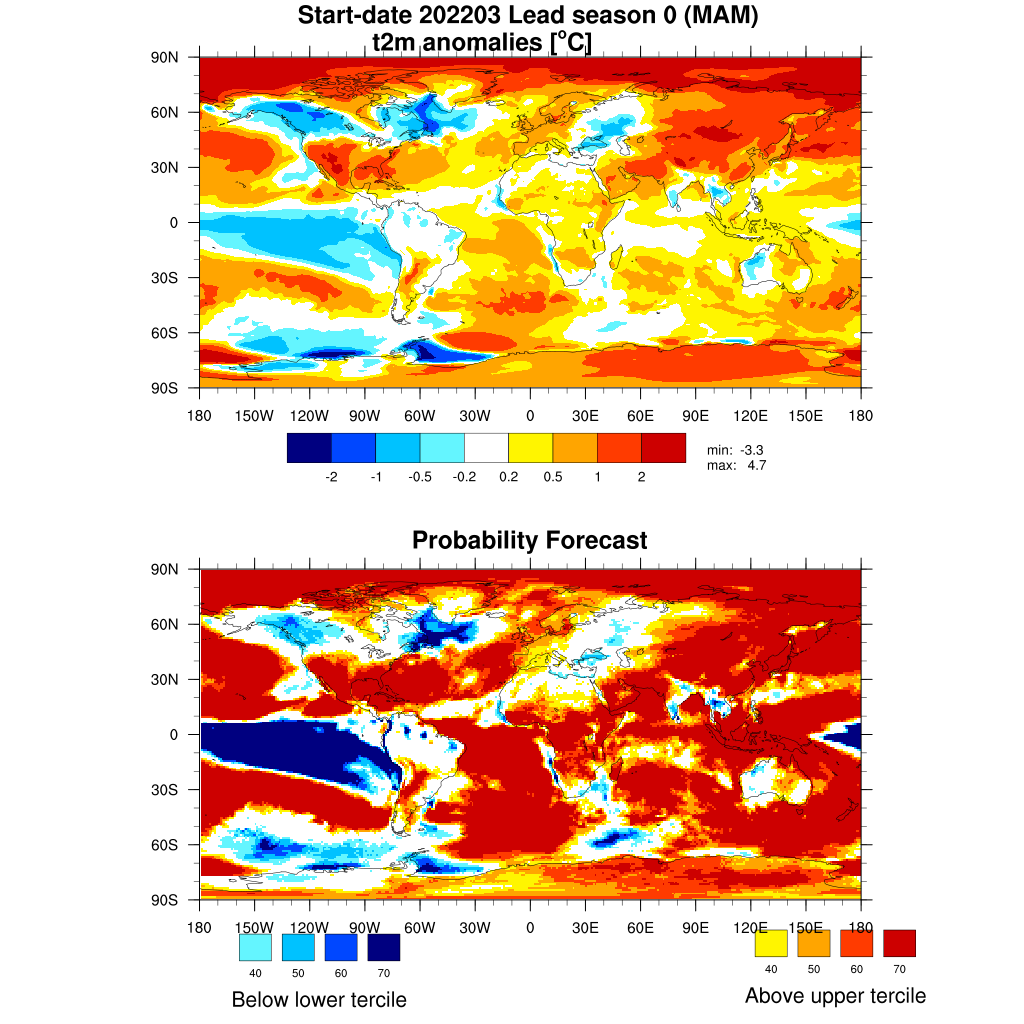 Start-date 202203 Lead season 0 (MAM)
t2m anomalies [°C]
90N
60N
30N
0
30S
60S
90S
180 150W 120W 90W 60W 30W 0 30E 60E 90E 120E 150E 180
-2 -1 -0.5 -0.2 0.2 0.5 1 2
min: -3.3
max: 4.7
Probability Forecast
90N
60N
30N
0
30S
60S
90S
180 150W 120W 90W 60W 30W 0 30E 60E 90E 120E 150E 180
40 50 60 70
Below lower tercile
40 50 60 70
Above upper tercile